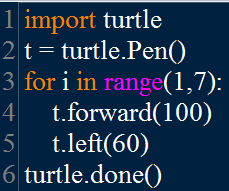 1 import turtle
2 t = turtle.Pen()
3 for i in range(1,7):
4     t.forward(100)
5     t.left(60)
6 turtle.done()